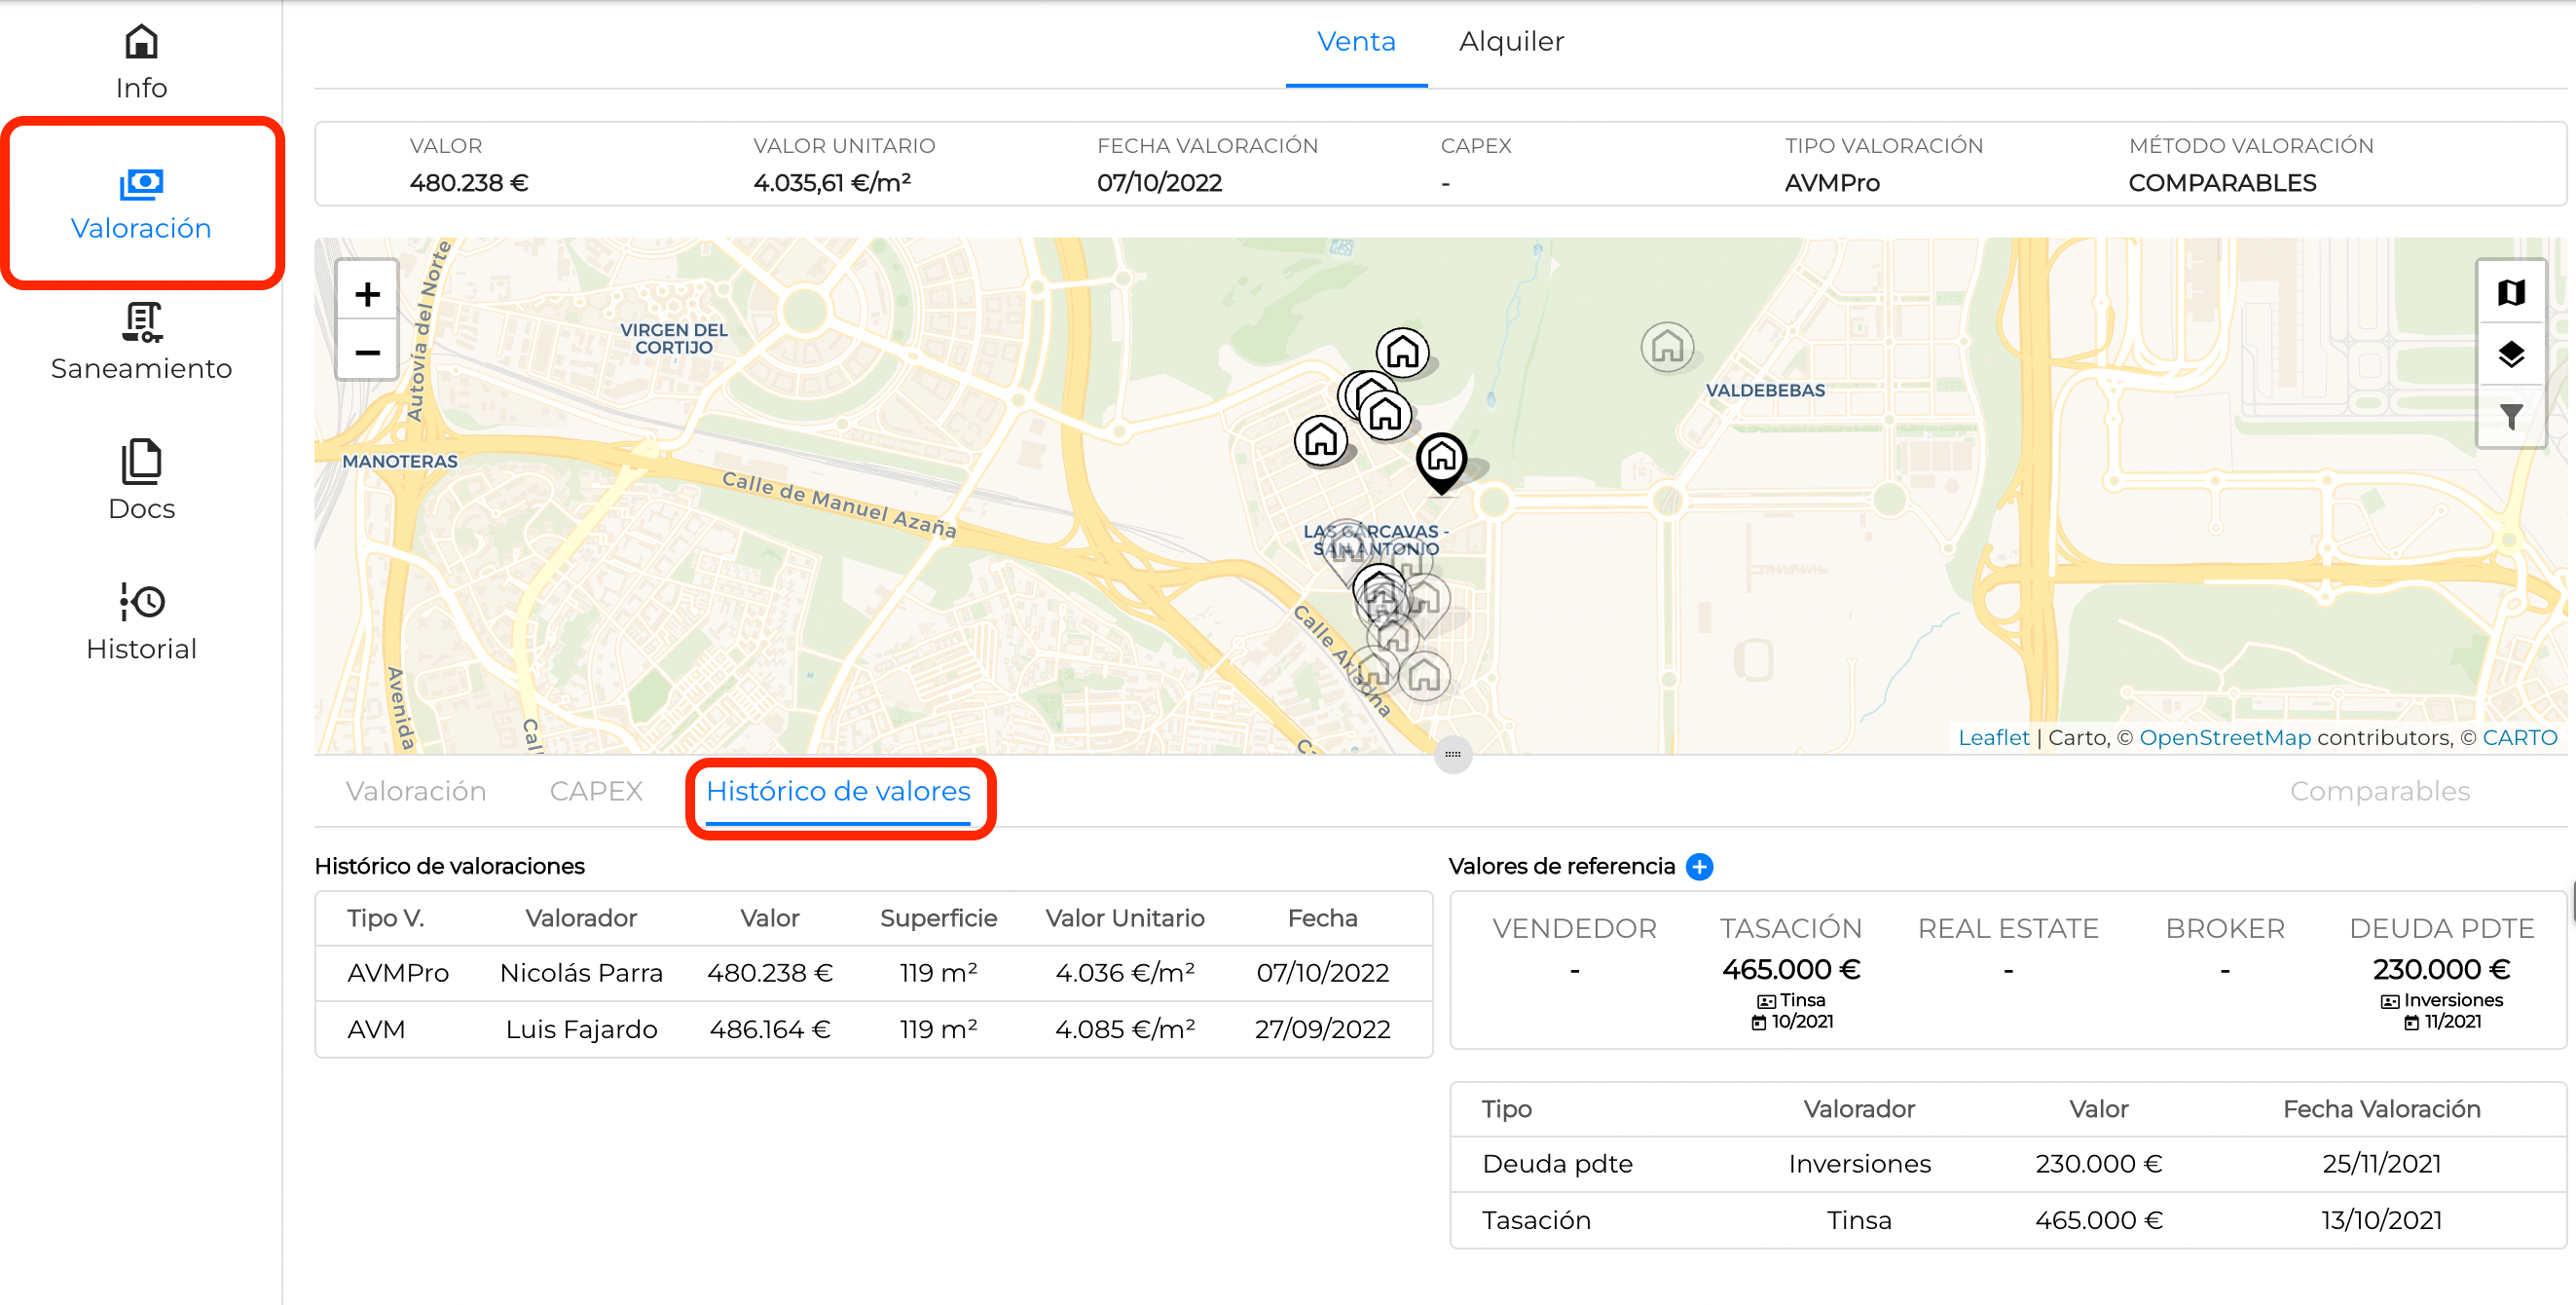 Info
Valoración
Saneamiento
Docs
Historial
Venta Alquiler
VALOR VALOR UNITARIO FECHA VALORACIÓN CAPEX TIPO VALORACIÓN MÉTODO VALORACIÓN
480.238 € 4.035,61 €/m² 07/10/2022 - AVMPro COMPARABLES
+
−
Autovía del Norte
VIRGEN DEL
CORTIJO
VALDEBEBAS
MANOTERAS
Calle de Manuel Azaña
LAS CÁRCAVAS -
SAN ANTONIO
Calle Ariadna
Avenida
Call
C
Leaflet | Carto, © OpenStreetMap contributors, © CARTO
Valoración CAPEX Histórico de valores Comparables
Histórico de valoraciones
Tipo V. Valorador Valor Superficie Valor Unitario Fecha
AVMPro Nicolás Parra 480.238 € 119 m² 4.036 €/m² 07/10/2022
AVM Luis Fajardo 486.164 € 119 m² 4.085 €/m² 27/09/2022
Valores de referencia +
VENDEDOR TASACIÓN REAL ESTATE BROKER DEUDA PDTE
- 465.000 € - - 230.000 €
Tinsa Inversiones
10/2021 11/2021
Tipo Valorador Valor Fecha Valoración
Deuda pdte Inversiones 230.000 € 25/11/2021
Tasación Tinsa 465.000 € 13/10/2021